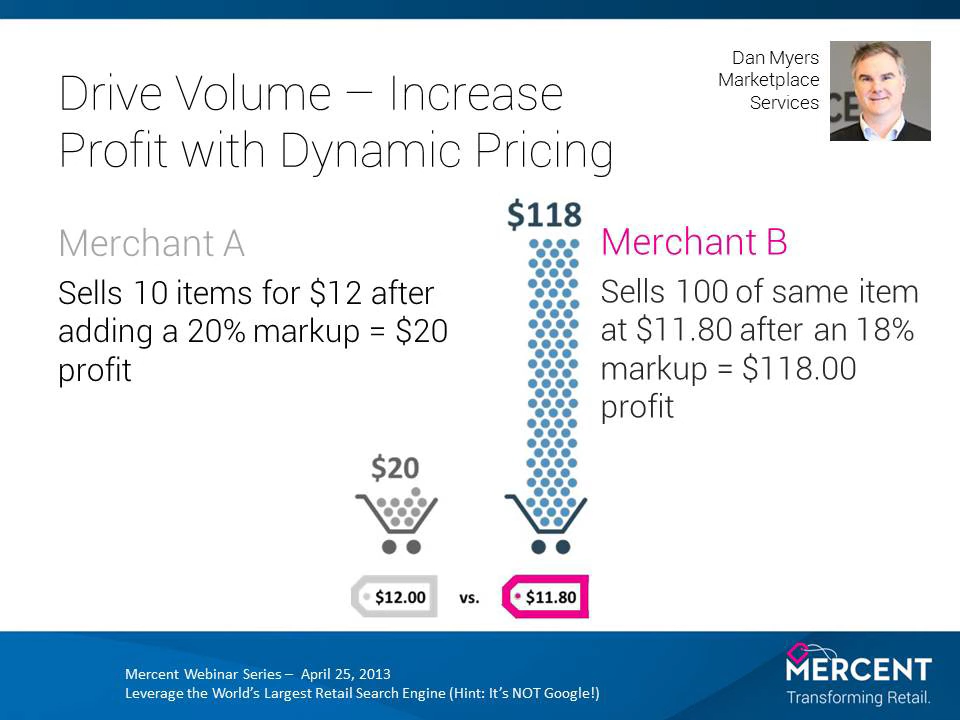 Drive Volume – Increase
Profit with Dynamic Pricing
Dan Myers
Marketplace
Services
CE
Merchant A
Sells 10 items for $12 after
adding a 20% markup = $20
profit
$118
Merchant B
Sells 100 of same item
at $11.80 after an 18%
markup = $118.00
profit
$20
$12.00
vs.
$11.80
Mercent Webinar Series – April 25, 2013
Leverage the World's Largest Retail Search Engine (Hint: It's NOT Google!)
MERCENT
Transforming Retail.